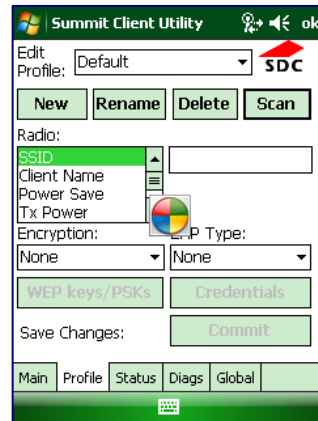 Summit Client Utility ok
Edit
Profile: Default
SDC
New Rename Delete Scan
Radio:
SSID
Client Name
Power Save
Tx Power
Encryption: EAP Type:
None None
WEP keys/PSKs Credentials
Save Changes: Commit
Main Profile Status Diags Global